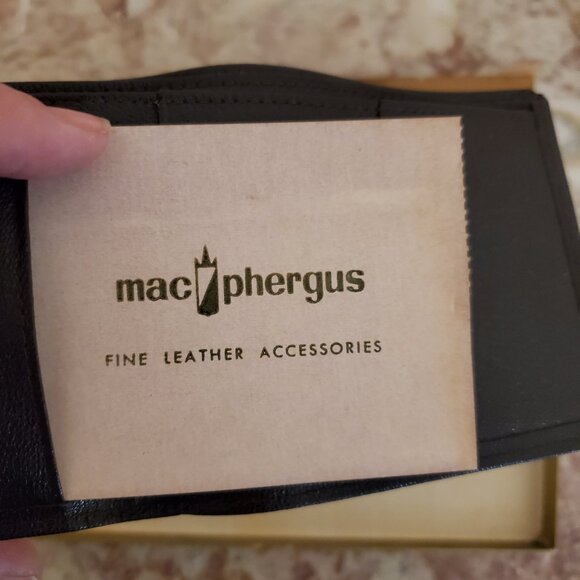 mac phergus
FINE LEATHER ACCESSORIES